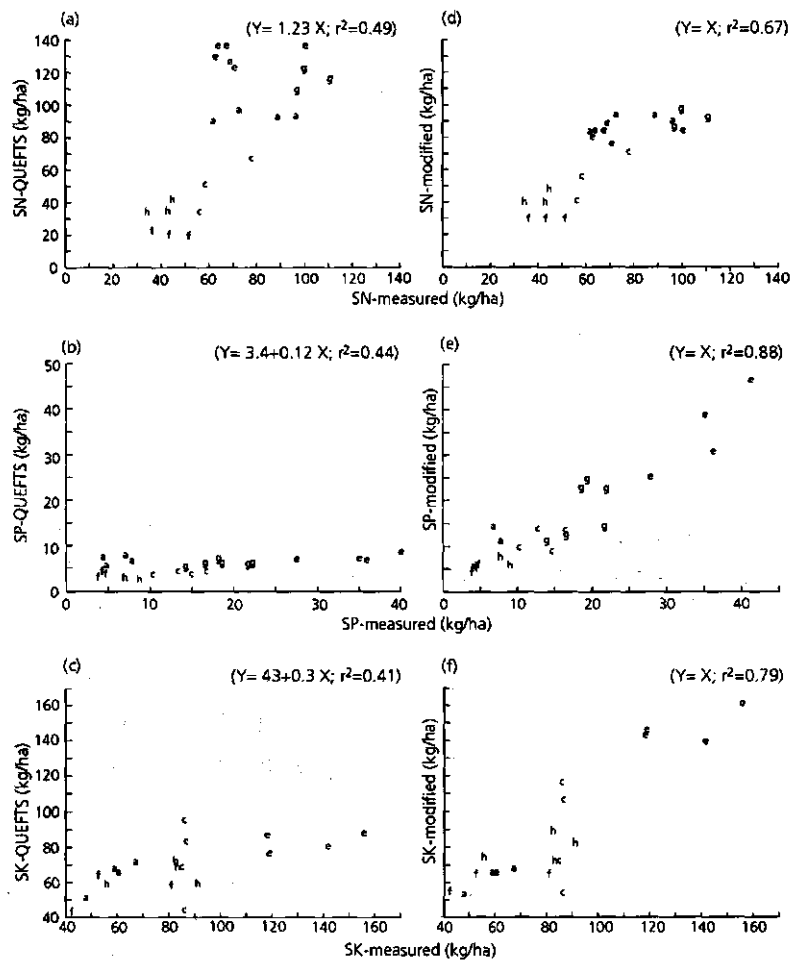 (a)
(Y= 1.23 X; r²=0.49)
SN-QUEFTS (kg/ha)
140
120
100
80
60
40
20
0
0 20 40 60 80 100 120 140
SN-measured (kg/ha)
(d)
(Y= X; r²=0.67)
SN-modified (kg/ha)
0 20 40 60 80 100 120 140
(b)
(Y= 3.4+0.12 X; r²=0.44)
SP-QUEFTS (kg/ha)
50
40
30
20
10
0
0 10 20 30 40
SP-measured (kg/ha)
(e)
(Y= X; r²=0.88)
SP-modified (kg/ha)
0 10 20 30 40
(c)
(Y= 43+0.3 X; r²=0.41)
SK-QUEFTS (kg/ha)
160
140
120
100
80
60
40
40 60 80 100 120 140 160
SK-measured (kg/ha)
(f)
(Y= X; r²=0.79)
SK-modified (kg/ha)
40 60 80 100 120 140 160